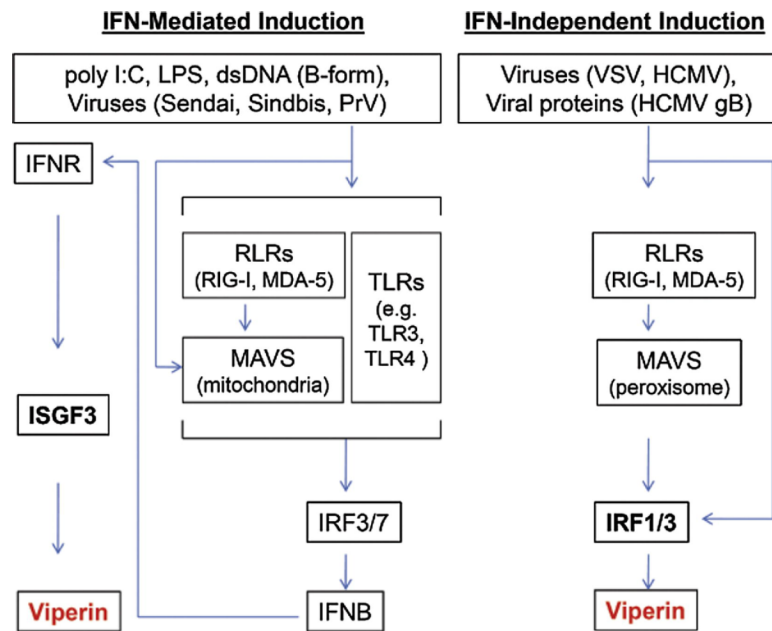 IFN-Mediated Induction
poly I:C, LPS, dsDNA (B-form),
Viruses (Sendai, Sindbis, PrV)
IFNR
ISGF3
Viperin
RLRs
(RIG-I, MDA-5)
MAVS
(mitochondria)
TLRs
(e.g.
TLR3,
TLR4 )
IRF3/7
IFNB
IFN-Independent Induction
Viruses (VSV, HCMV),
Viral proteins (HCMV gB)
RLRs
(RIG-I, MDA-5)
MAVS
(peroxisome)
IRF1/3
Viperin